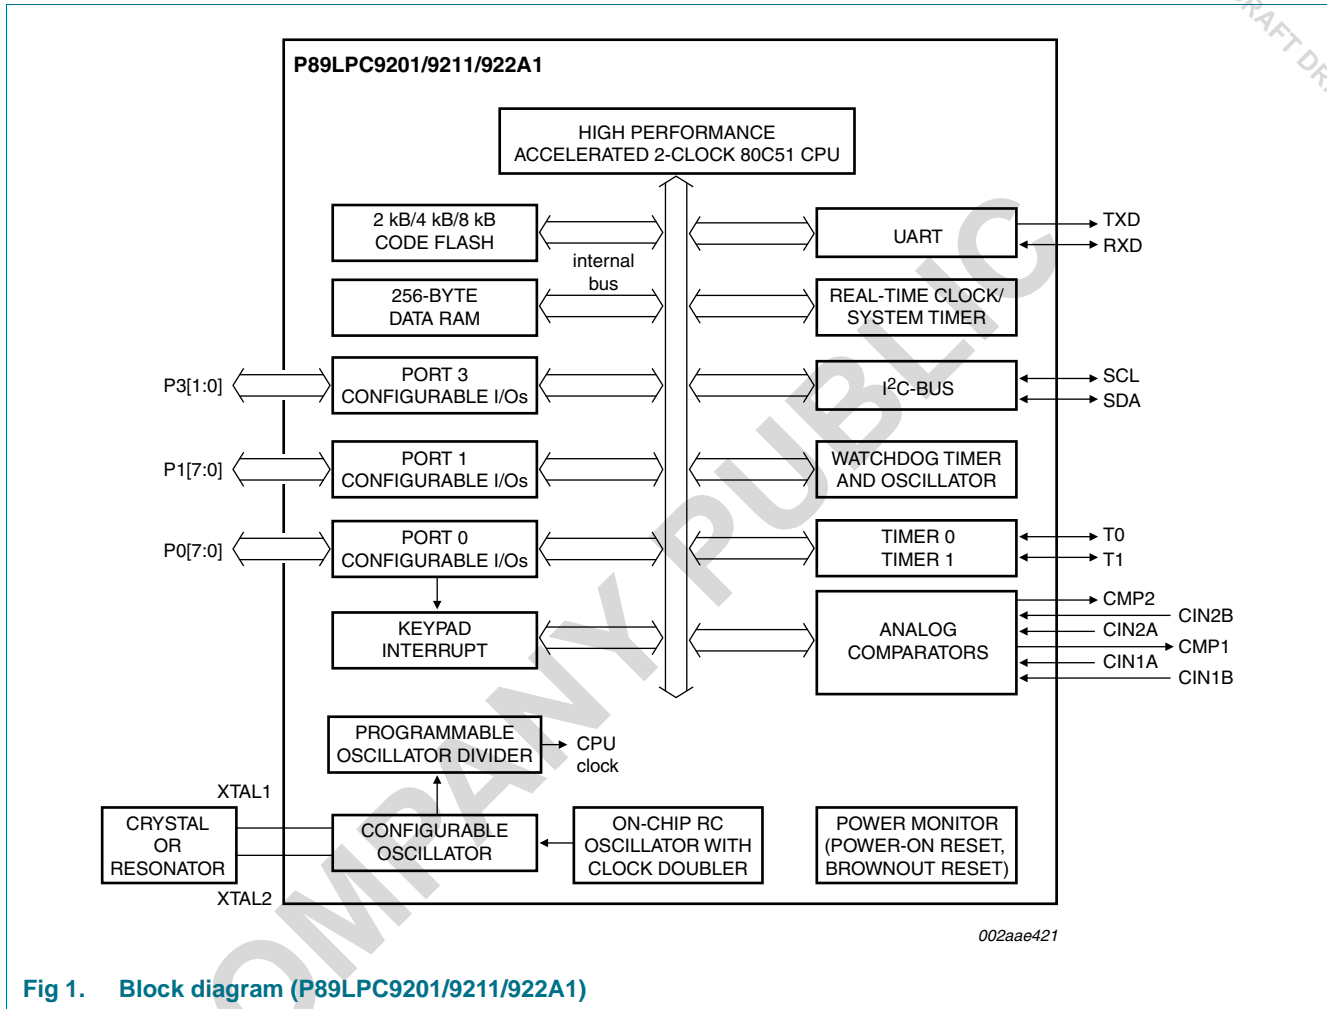 DRAFT DRA
P89LPC9201/9211/922A1
HIGH PERFORMANCE
ACCELERATED 2-CLOCK 80C51 CPU
2 kB/4 kB/8 kB
CODE FLASH
internal
bus
256-BYTE
DATA RAM
P3[1:0]
PORT 3
CONFIGURABLE I/Os
P1[7:0]
PORT 1
CONFIGURABLE I/Os
P0[7:0]
PORT 0
CONFIGURABLE I/Os
KEYPAD
INTERRUPT
UART
TXD
RXD
REAL-TIME CLOCK/
SYSTEM TIMER
I2C-BUS
SCL
SDA
WATCHDOG TIMER
AND OSCILLATOR
TIMER 0
TIMER 1
T0
T1
ANALOG
COMPARATORS
CMP2
CIN2B
CIN2A
CMP1
CIN1A
CIN1B
PROGRAMMABLE
OSCILLATOR DIVIDER
CPU
clock
XTAL1
CRYSTAL
OR
RESONATOR
XTAL2
CONFIGURABLE
OSCILLATOR
ON-CHIP RC
OSCILLATOR WITH
CLOCK DOUBLER
POWER MONITOR
(POWER-ON RESET,
BROWNOUT RESET)
002aae421
OMPANY PUBLIC
Fig 1. Block diagram (P89LPC9201/9211/922A1)